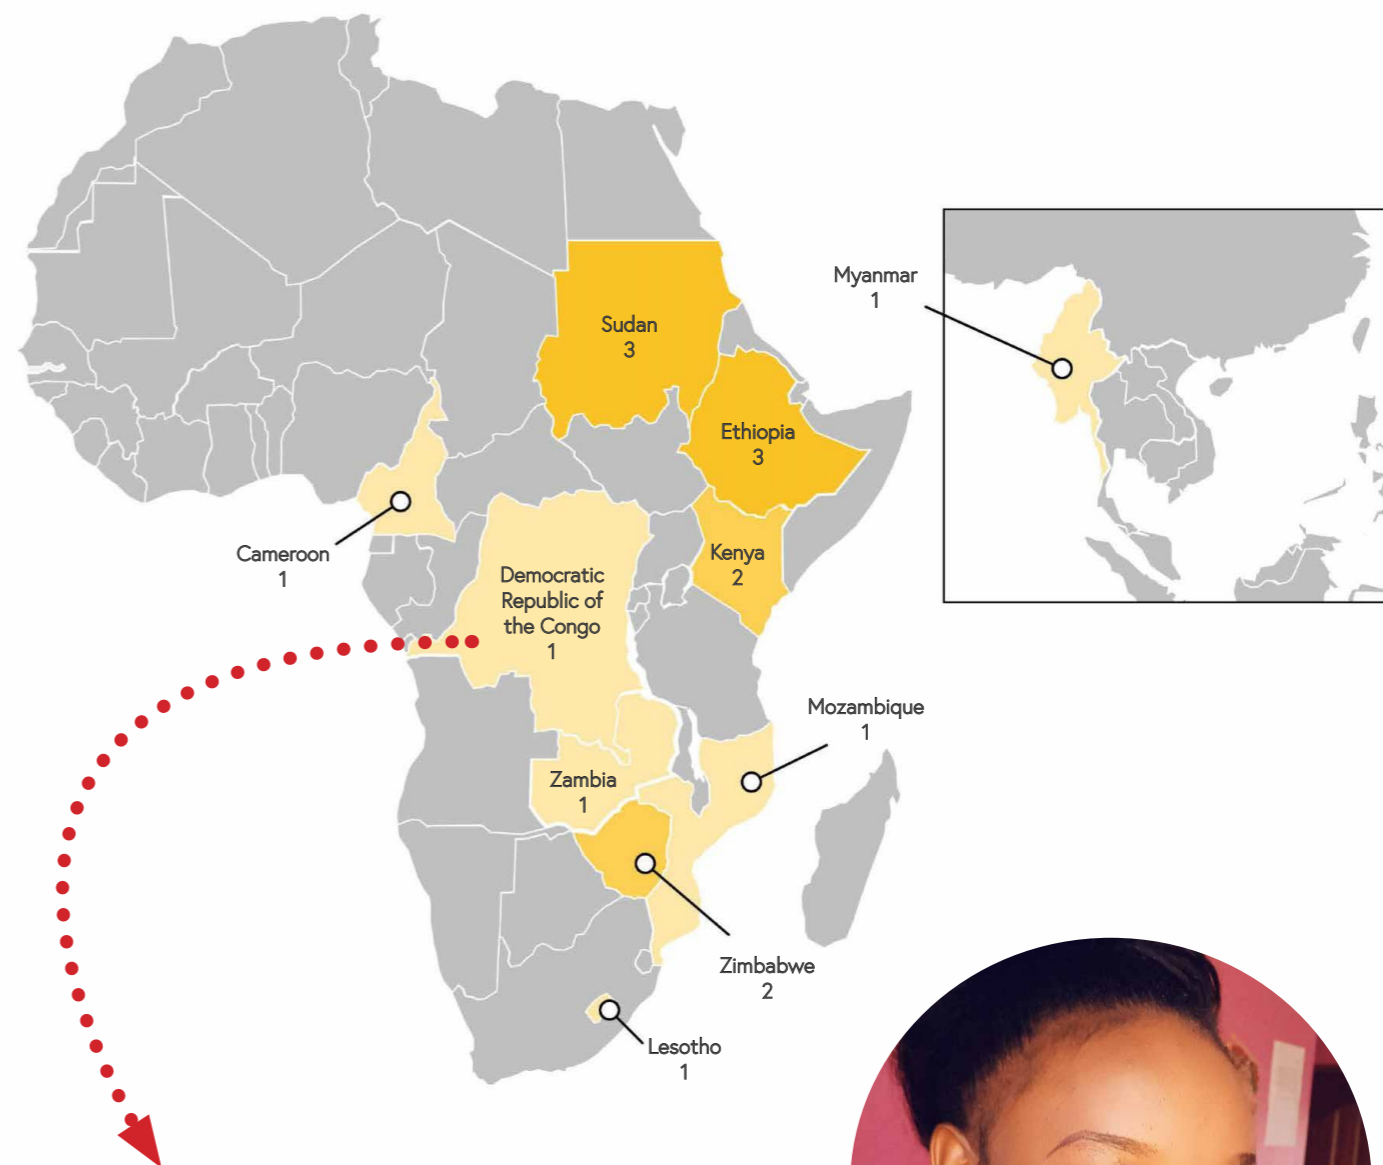 Myanmar
1
Sudan
3
Ethiopia
3
Cameroon
1
Kenya
2
Democratic
Republic of
the Congo
1
Mozambique
1
Zambia
1
Zimbabwe
2
Lesotho
1